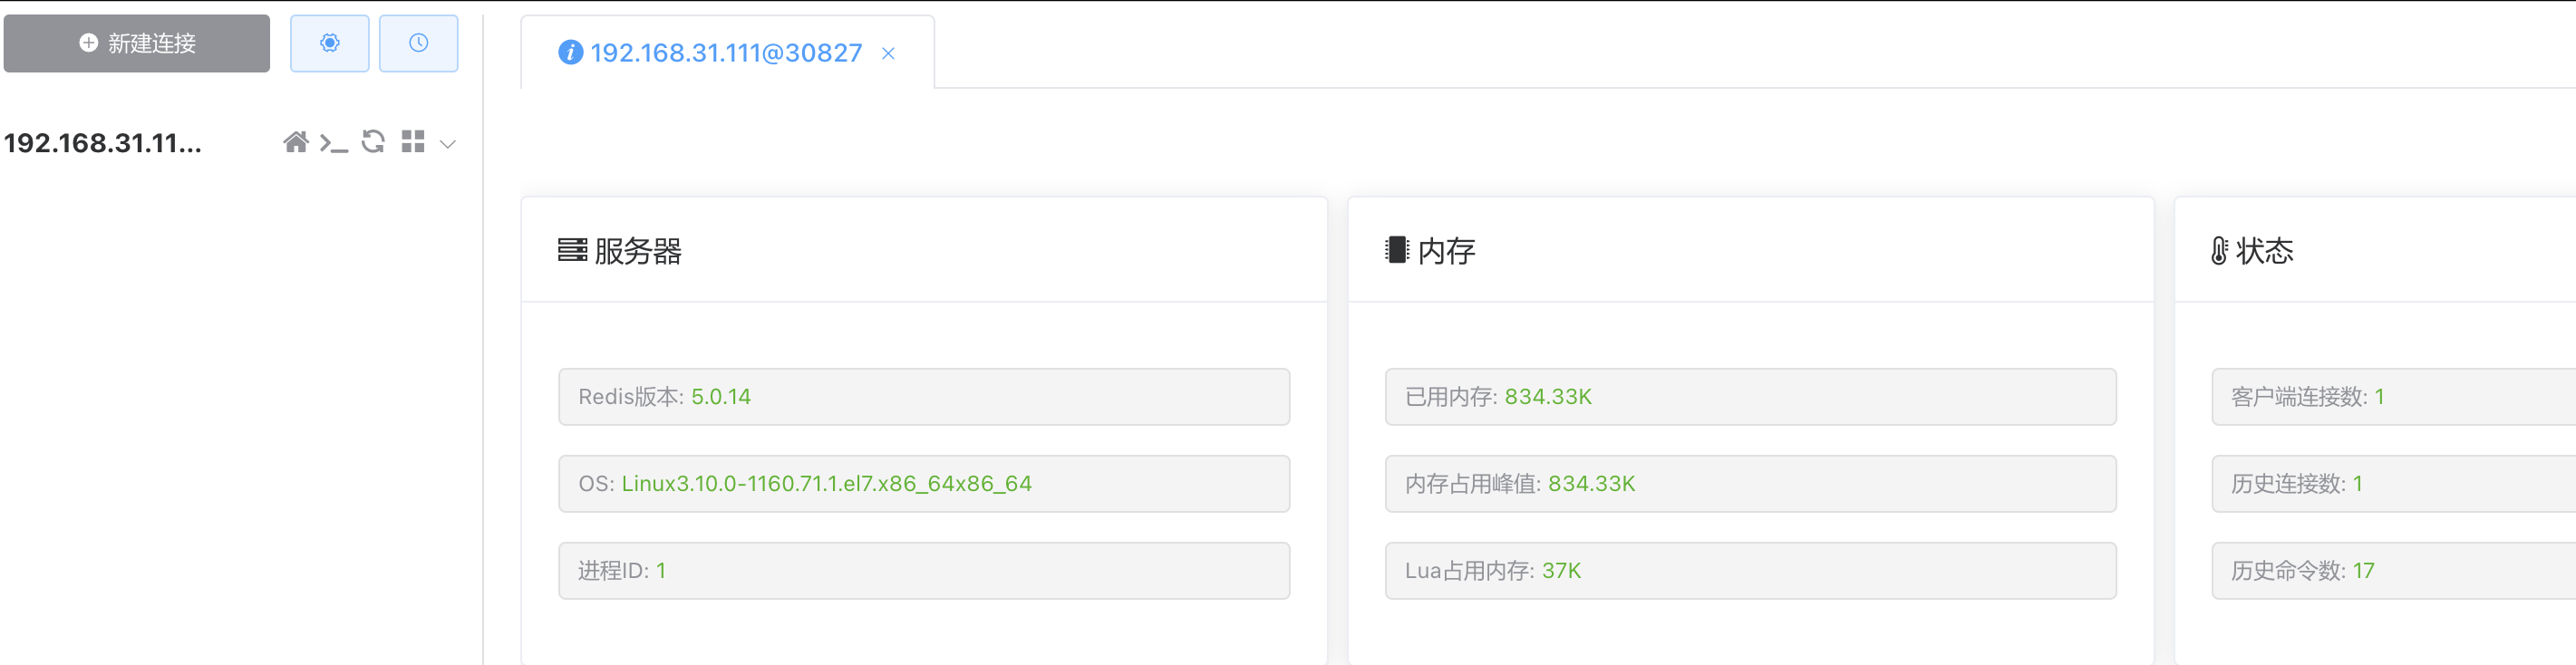 新建连接
192.168.31.111@30827
192.168.31.11...
服务器
Redis版本: 5.0.14
OS: Linux3.10.0-1160.71.1.el7.x86_64x86_64
进程ID: 1
内存
已用内存: 834.33K
内存占用峰值: 834.33K
Lua占用内存: 37K
状态
客户端连接数: 1
历史连接数: 1
历史命令数: 17